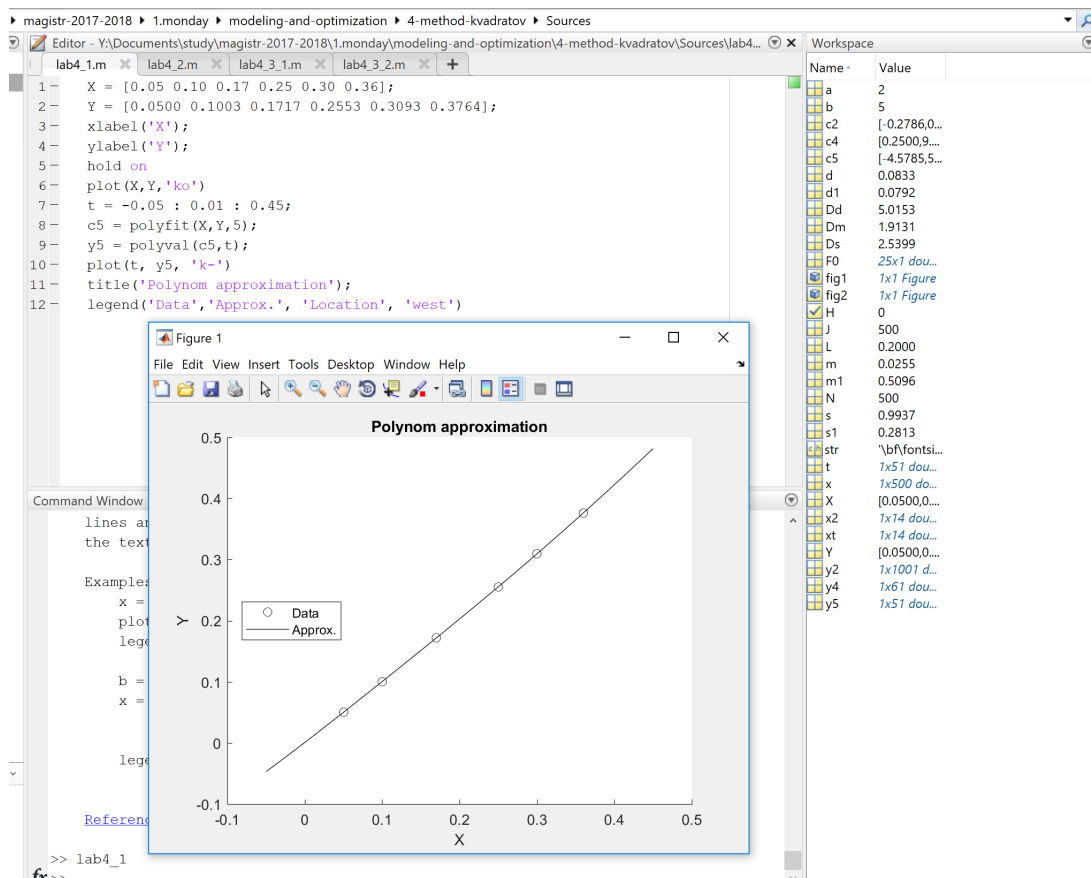 magistr-2017-2018 ▸ 1.monday ▸ modeling-and-optimization ▸ 4-method-kvadratov ▸ Sources
Editor - Y:\Documents\study\magistr-2017-2018\1.monday\modeling-and-optimization\4-method-kvadratov\Sources\lab4...
lab4_1.m lab4_2.m lab4_3_1.m lab4_3_2.m
1 X = [0.05 0.10 0.17 0.25 0.30 0.36];
2 Y = [0.0500 0.1003 0.1717 0.2553 0.3093 0.3764];
3 xlabel('X');
4 ylabel('Y');
5 hold on
6 plot(X,Y,'ko')
7 t = -0.05 : 0.01 : 0.45;
8 c5 = polyfit(X,Y,5);
9 y5 = polyval(c5,t);
10 plot(t, y5, 'k-')
11 title('Polynom approximation');
12 legend('Data','Approx.', 'Location', 'west')
Figure 1
File Edit View Insert Tools Desktop Window Help
Polynom approximation
0.5
0.4
0.3
0.2
0.1
0
-0.1
Y
Data
Approx.
-0.1 0 0.1 0.2 0.3 0.4 0.5
X
Command Window
lines an
the text
Examples
x =
plot
lege
b =
x =
lege
Referenc
>> lab4_1
fx >>
Workspace
Name Value
a 2
b 5
c2 [-0.2786,0...
c4 [0.2500,9....
c5 [-4.5785,5...
d 0.0833
d1 0.0792
Dd 5.0153
Dm 1.9131
Ds 2.5399
F0 25x1 dou...
fig1 1x1 Figure
fig2 1x1 Figure
H 0
J 500
L 0.2000
m 0.0255
m1 0.5096
N 500
s 0.9937
s1 0.2813
ch str '\bf\fontsi...
t 1x51 dou...
x 1x500 do...
X [0.0500,0....
x2 1x14 dou...
xt 1x14 dou...
Y [0.0500,0....
y2 1x1001 d...
y4 1x61 dou...
y5 1x51 dou...